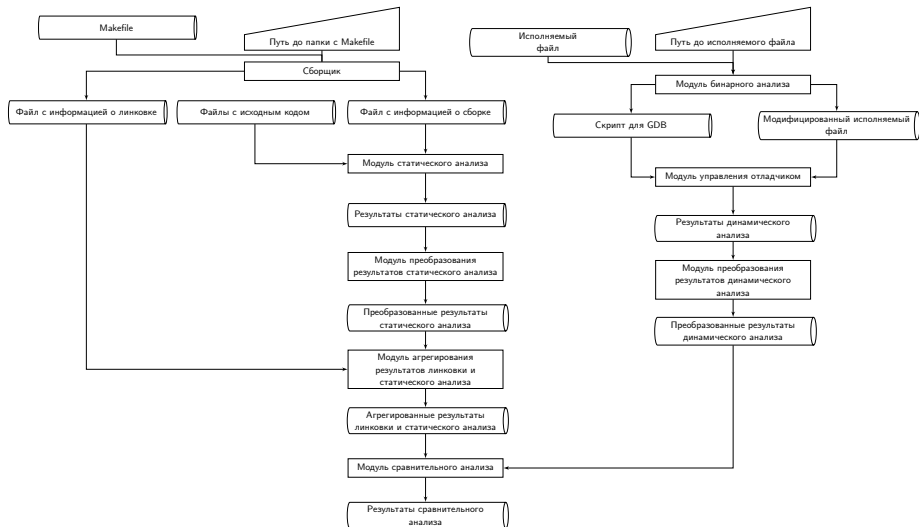 Makefile
Путь до папки с Makefile
Исполняемый
файл
Путь до исполняемого файла
Сборщик
Модуль бинарного анализа
Файл с информацией о линковке
Файлы с исходным кодом
Файл с информацией о сборке
Скрипт для GDB
Модифицированный исполняемый
файл
Модуль статического анализа
Модуль управления отладчиком
Результаты статического анализа
Результаты динамического
анализа
Модуль преобразования
результатов статического анализа
Модуль преобразования
результатов динамического
анализа
Преобразованные результаты
статического анализа
Преобразованные результаты
динамического анализа
Модуль агрегирования
результатов линковки и
статического анализа
Агрегированные результаты
линковки и статического анализа
Модуль сравнительного анализа
Результаты сравнительного
анализа